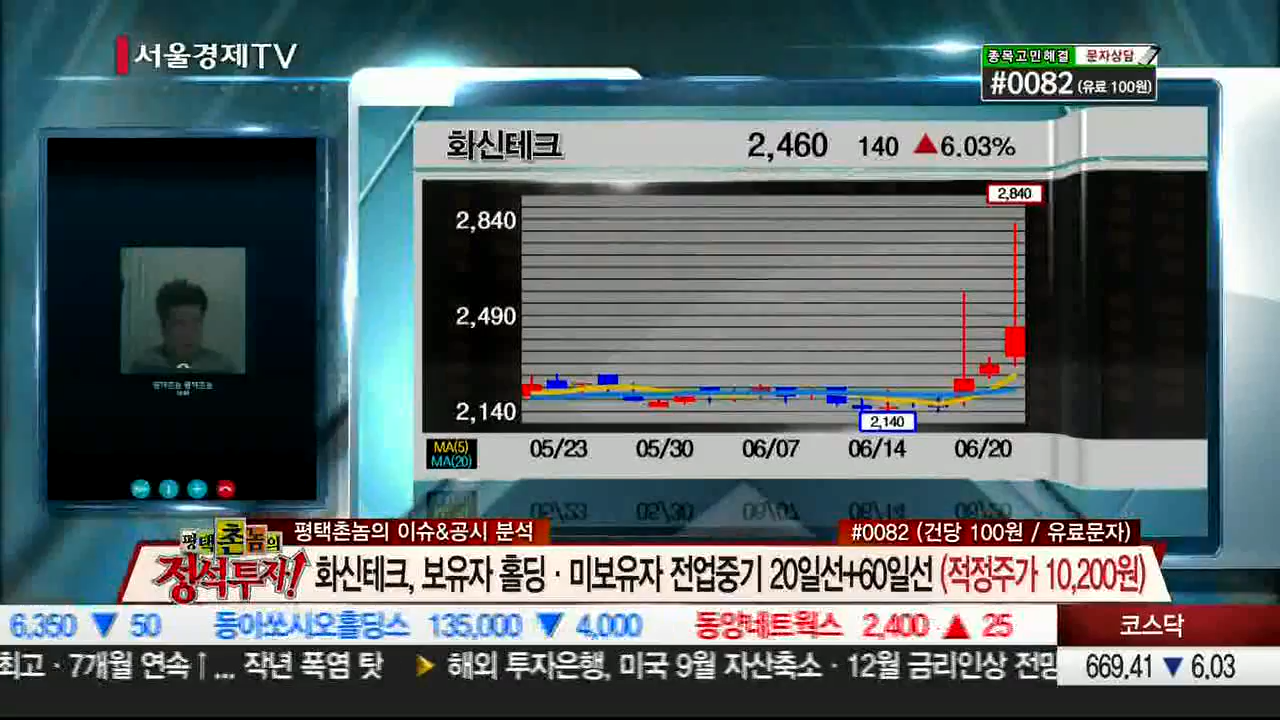 서울경제TV
종목고민해결 문자상담
#0082 (유료 100원)
화신테크 2,460 140 ▲6.03%
2,840
2,840
2,490
2,140
2,140
MA(5)
MA(20)
05/23 05/30 06/07 06/14 06/20
평택촌놈의 정석투자!
평택촌놈의 이슈&공시 분석
#0082 (건당 100원 / 유료문자)
화신테크, 보유자 홀딩·미보유자 전업중기 20일선+60일선 (적정주가 10,200원)
6,350 ▼ 50 동아쏘시오홀딩스 135,000 ▼ 4,000 동양네트웍스 2,400 ▲ 25 코스닥
최고·7개월 연속↑... 작년 폭염 탓 ▶ 해외 투자은행, 미국 9월 자산축소·12월 금리인상 전망
669.41 ▼ 6.03